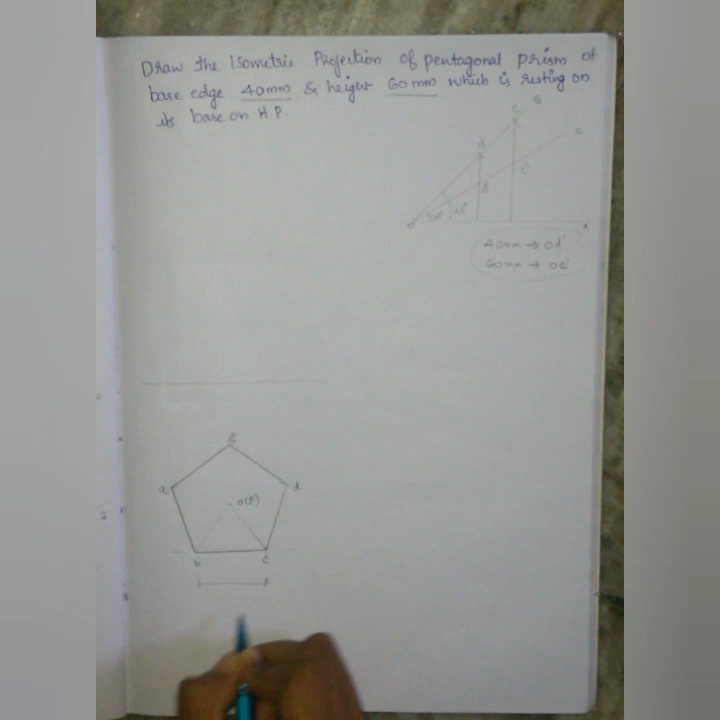 Draw the Isometric Projection of pentagonal prism of
base edge 40mm & height 60mm which is resting on
its base on H P.
B
C
C
d
c'
O
30°
45°
A
40mm → Od'
60mm → Oc'
e
a
d
o(P)
b
c